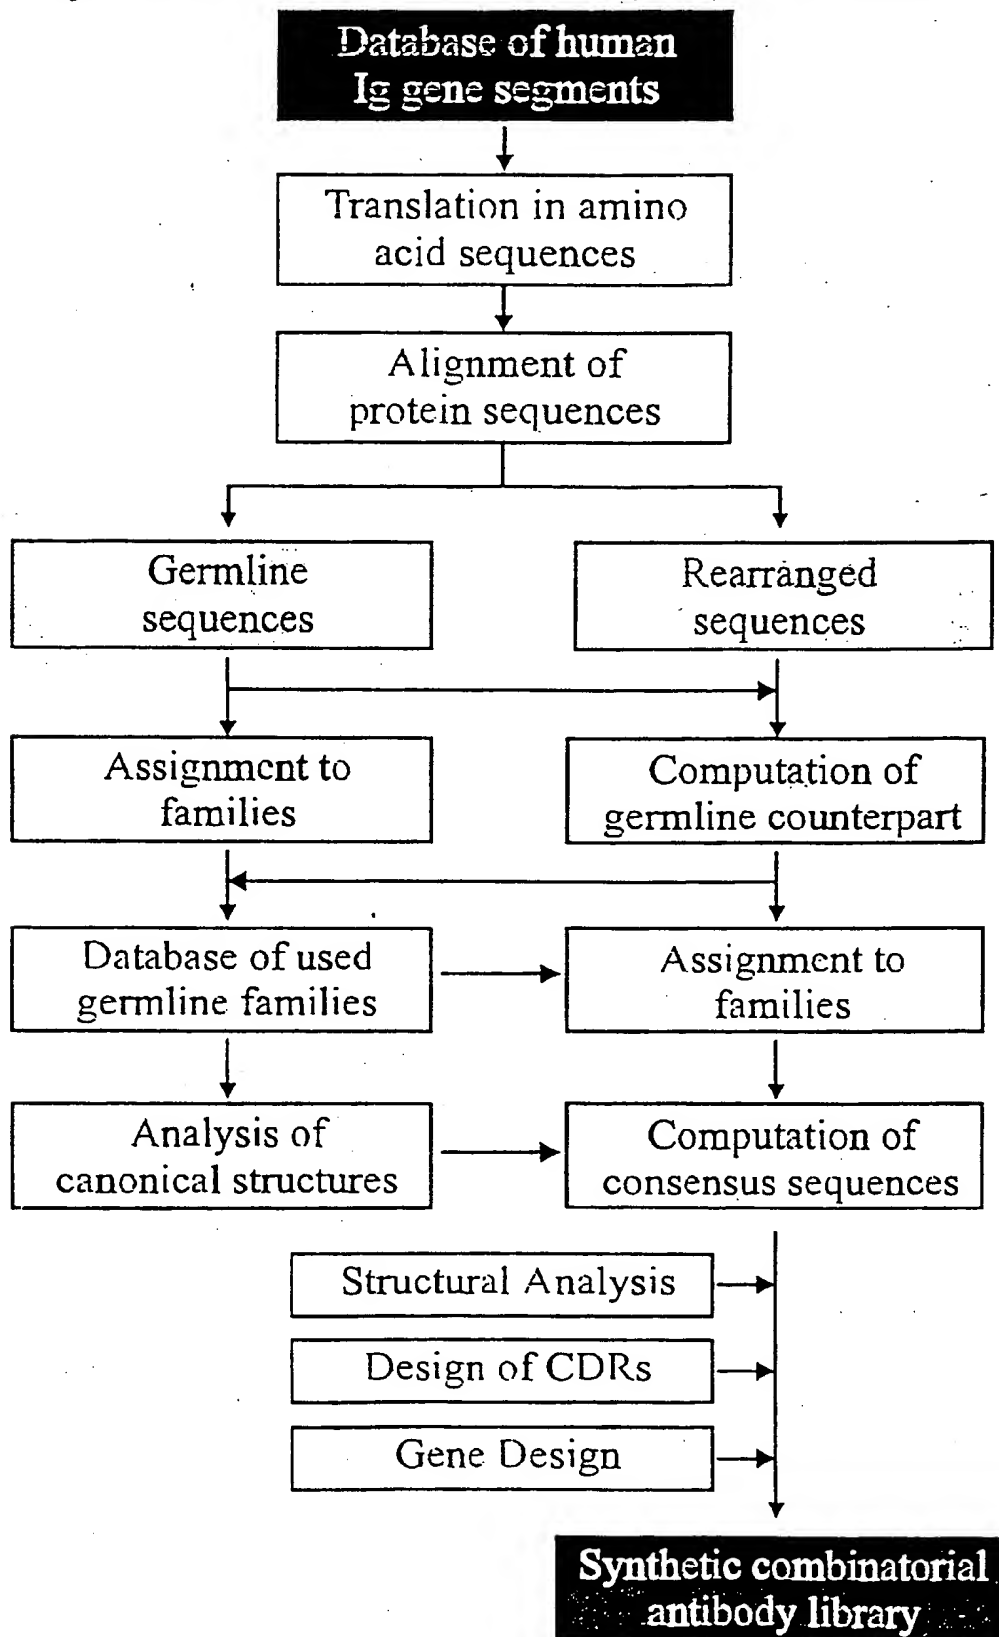 Database of human
Ig gene segments
Translation in amino
acid sequences
Alignment of
protein sequences
Germline
sequences
Rearranged
sequences
Assignment to
families
Computation of
germline counterpart
Database of used
germline families
Assignment to
families
Analysis of
canonical structures
Computation of
consensus sequences
Structural Analysis
Design of CDRs
Gene Design
Synthetic combinatorial
antibody library